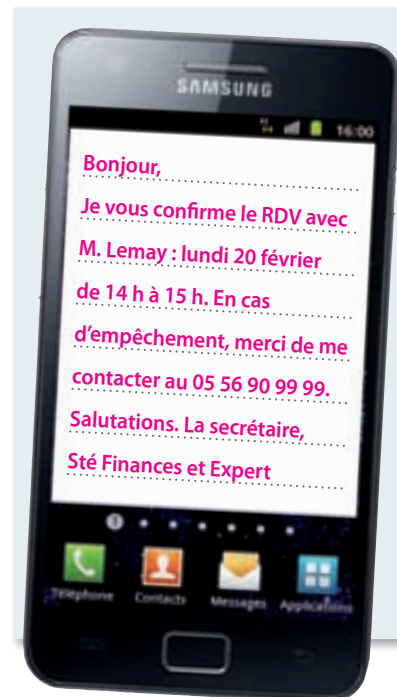 SAMSUNG
16:00
Bonjour,
Je vous confirme le RDV avec
M. Lemay : lundi 20 février
de 14 h à 15 h. En cas
d'empêchement, merci de me
contacter au 05 56 90 99 99.
Salutations. La secrétaire,
Sté Finances et Expert
1
Téléphone Contacts Messages Applications